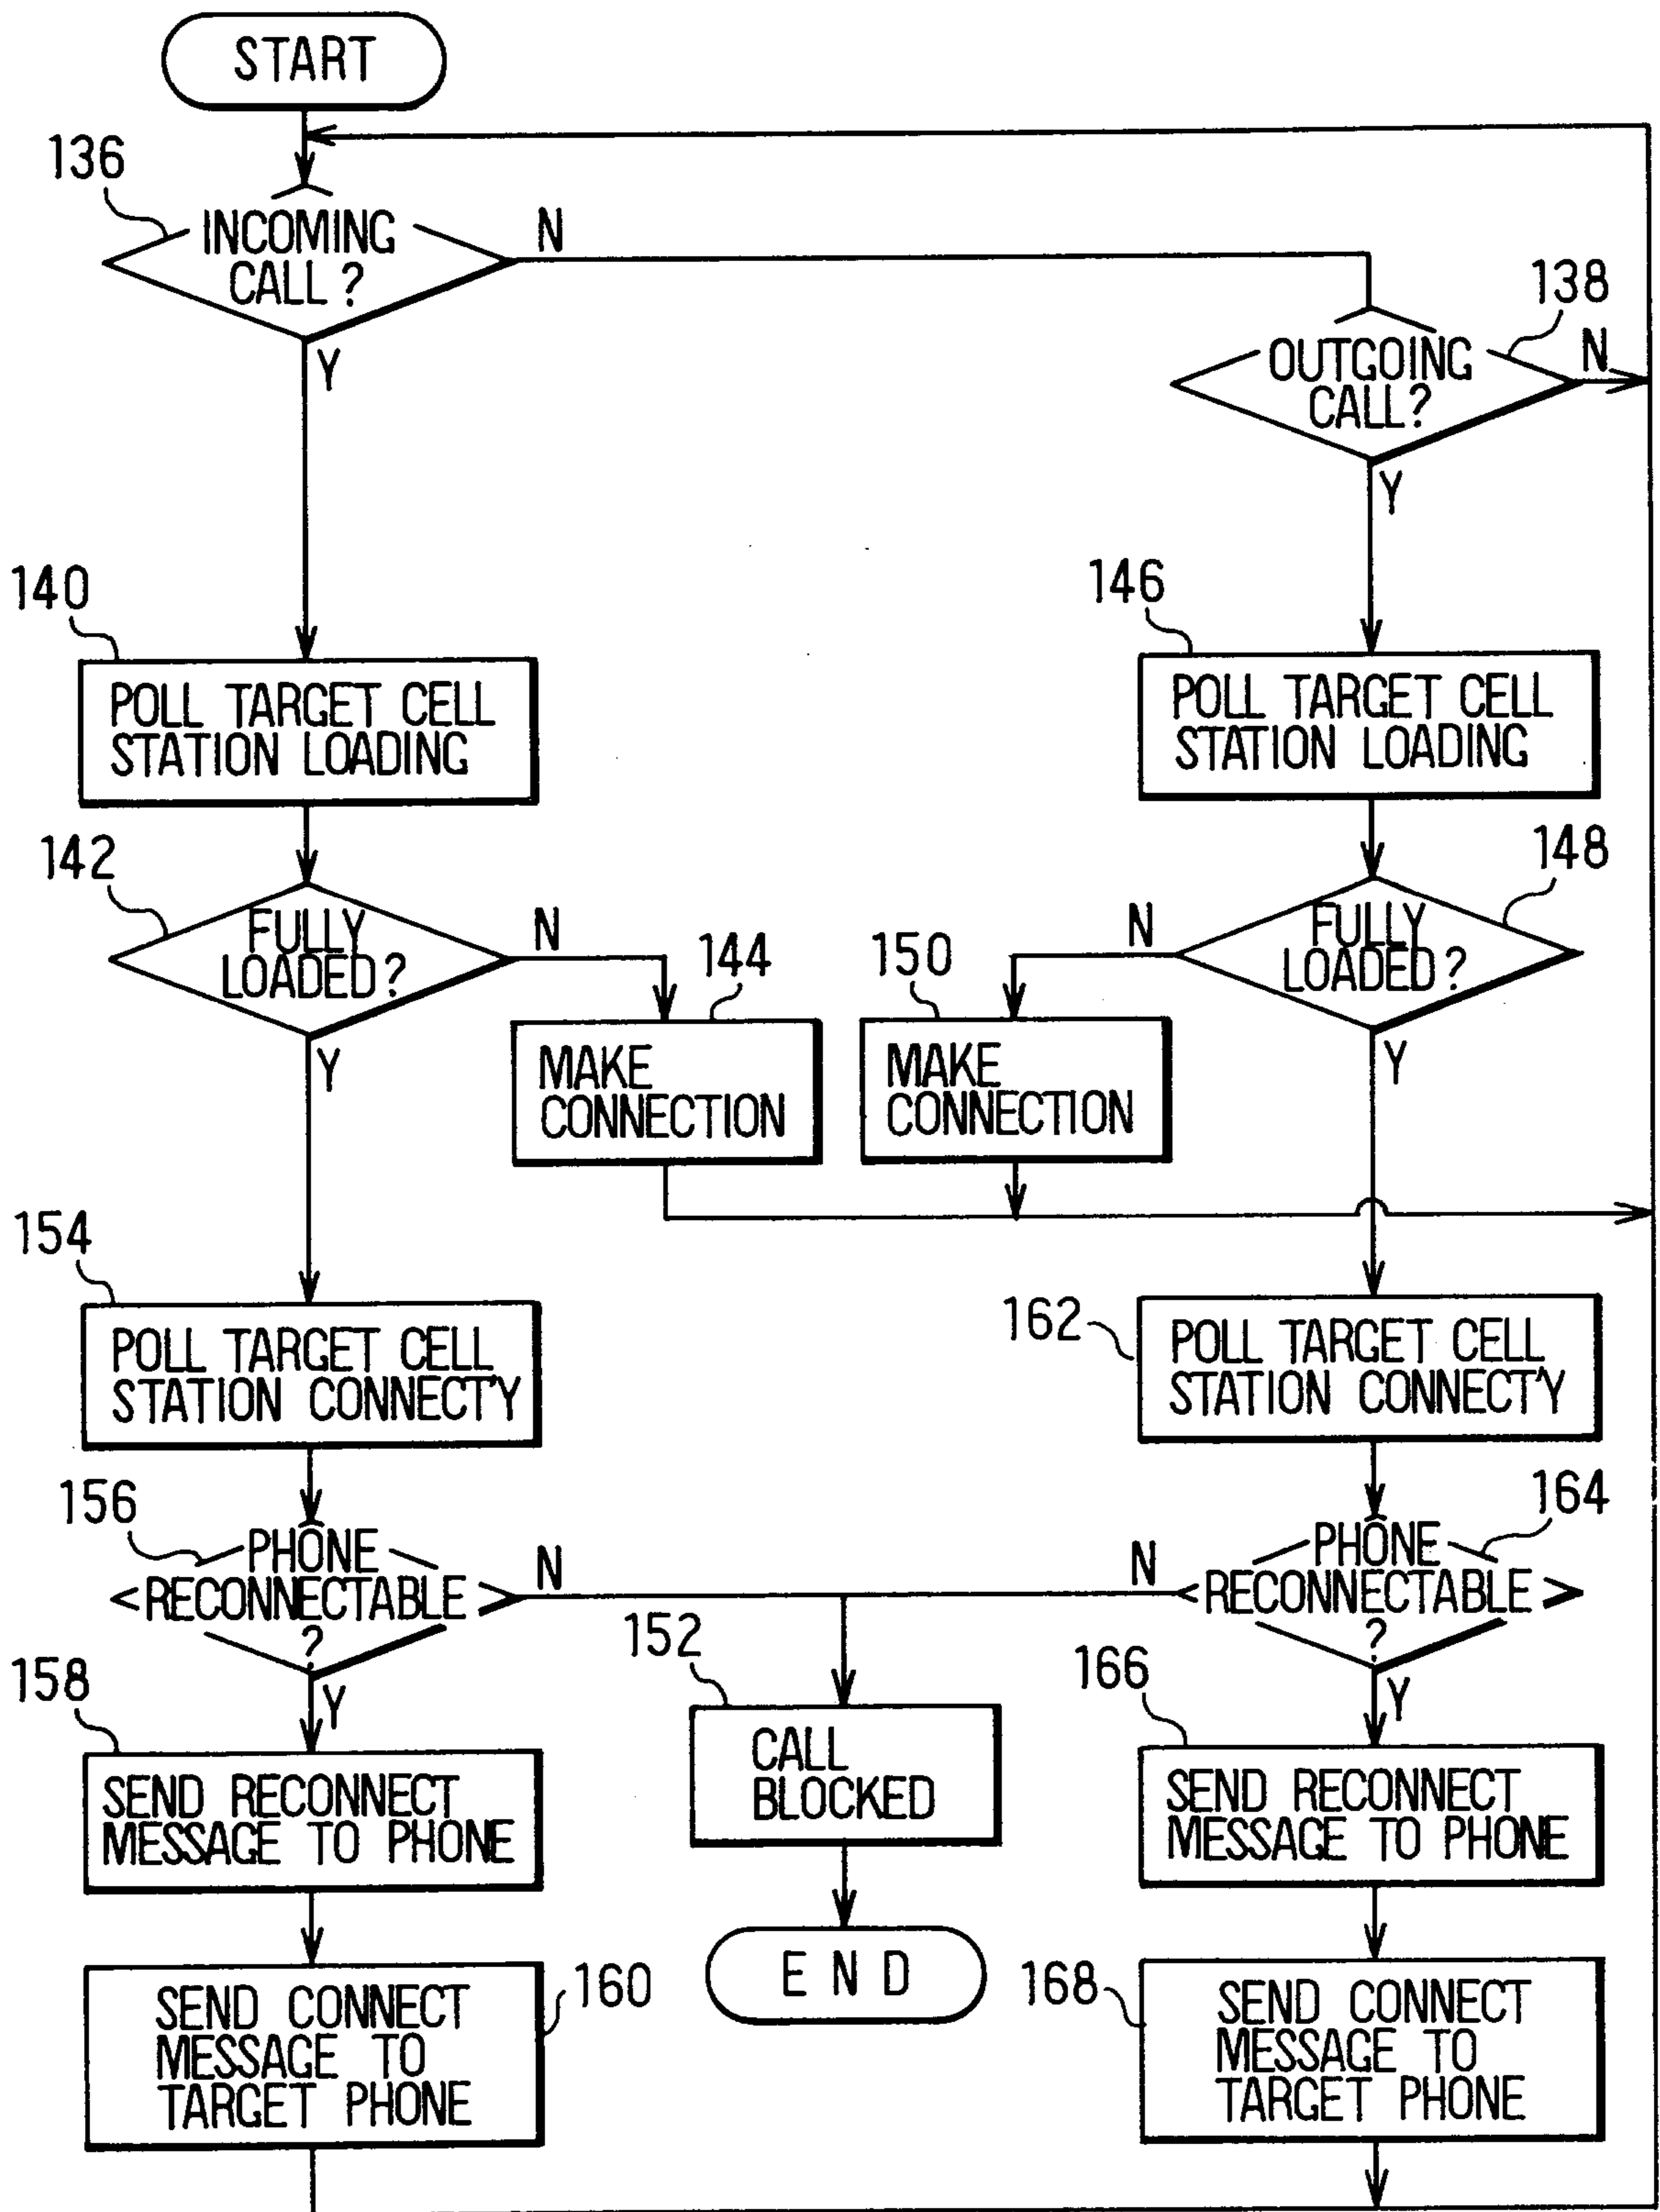 START
136
INCOMING
CALL?
N
Y
138
OUTGOING
CALL?
N
Y
140
POLL TARGET CELL
STATION LOADING
146
POLL TARGET CELL
STATION LOADING
142
FULLY
LOADED?
N
Y
144
MAKE
CONNECTION
150
MAKE
CONNECTION
148
FULLY
LOADED?
N
Y
154
POLL TARGET CELL
STATION CONNECT'Y
162
POLL TARGET CELL
STATION CONNECT'Y
156
PHONE
RECONNECTABLE
?
N
Y
164
PHONE
RECONNECTABLE
?
N
Y
152
CALL
BLOCKED
END
158
SEND RECONNECT
MESSAGE TO PHONE
166
SEND RECONNECT
MESSAGE TO PHONE
160
SEND CONNECT
MESSAGE TO
TARGET PHONE
168
SEND CONNECT
MESSAGE TO
TARGET PHONE